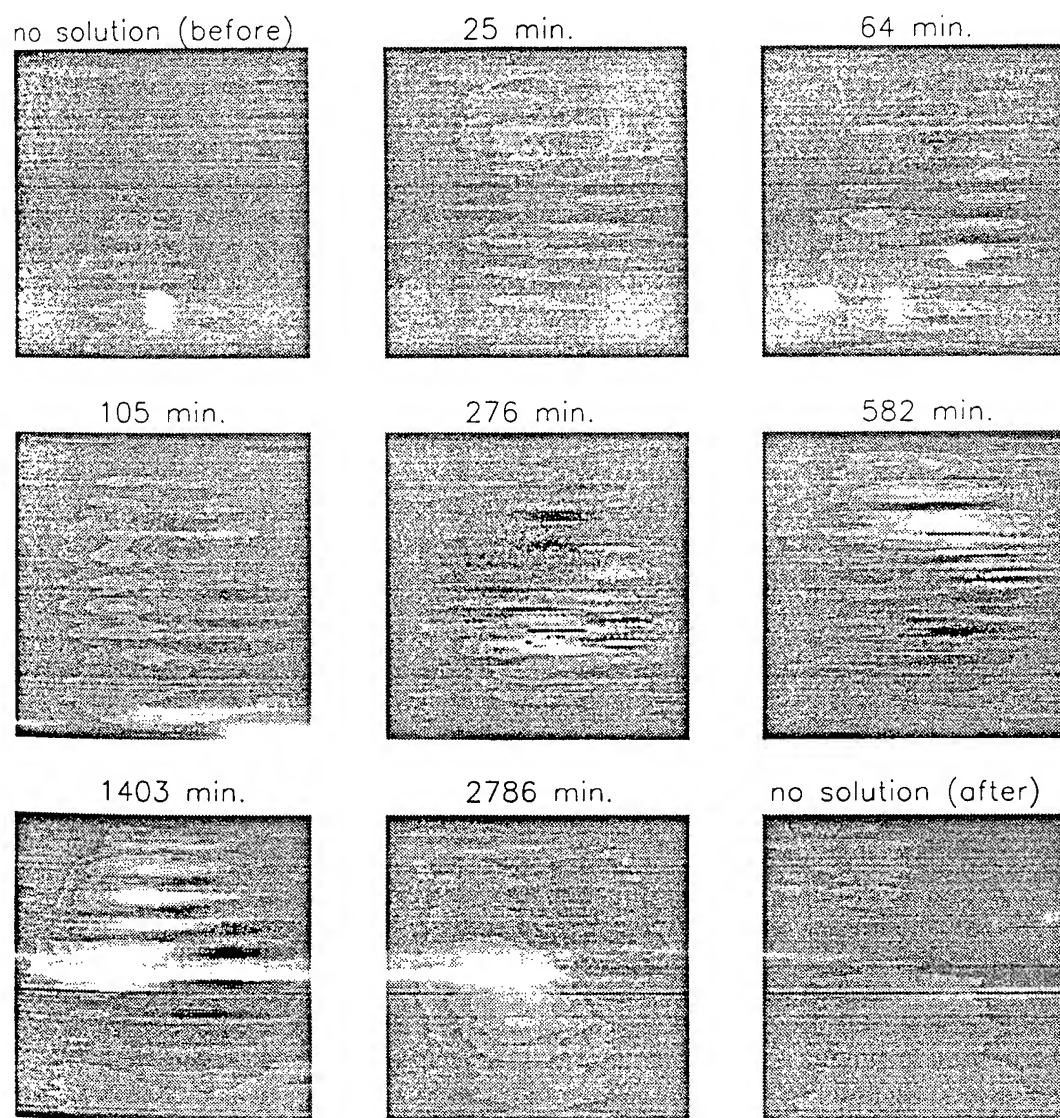 no solution (before)
25 min.
64 min.
105 min.
276 min.
582 min.
1403 min.
2786 min.
no solution (after)